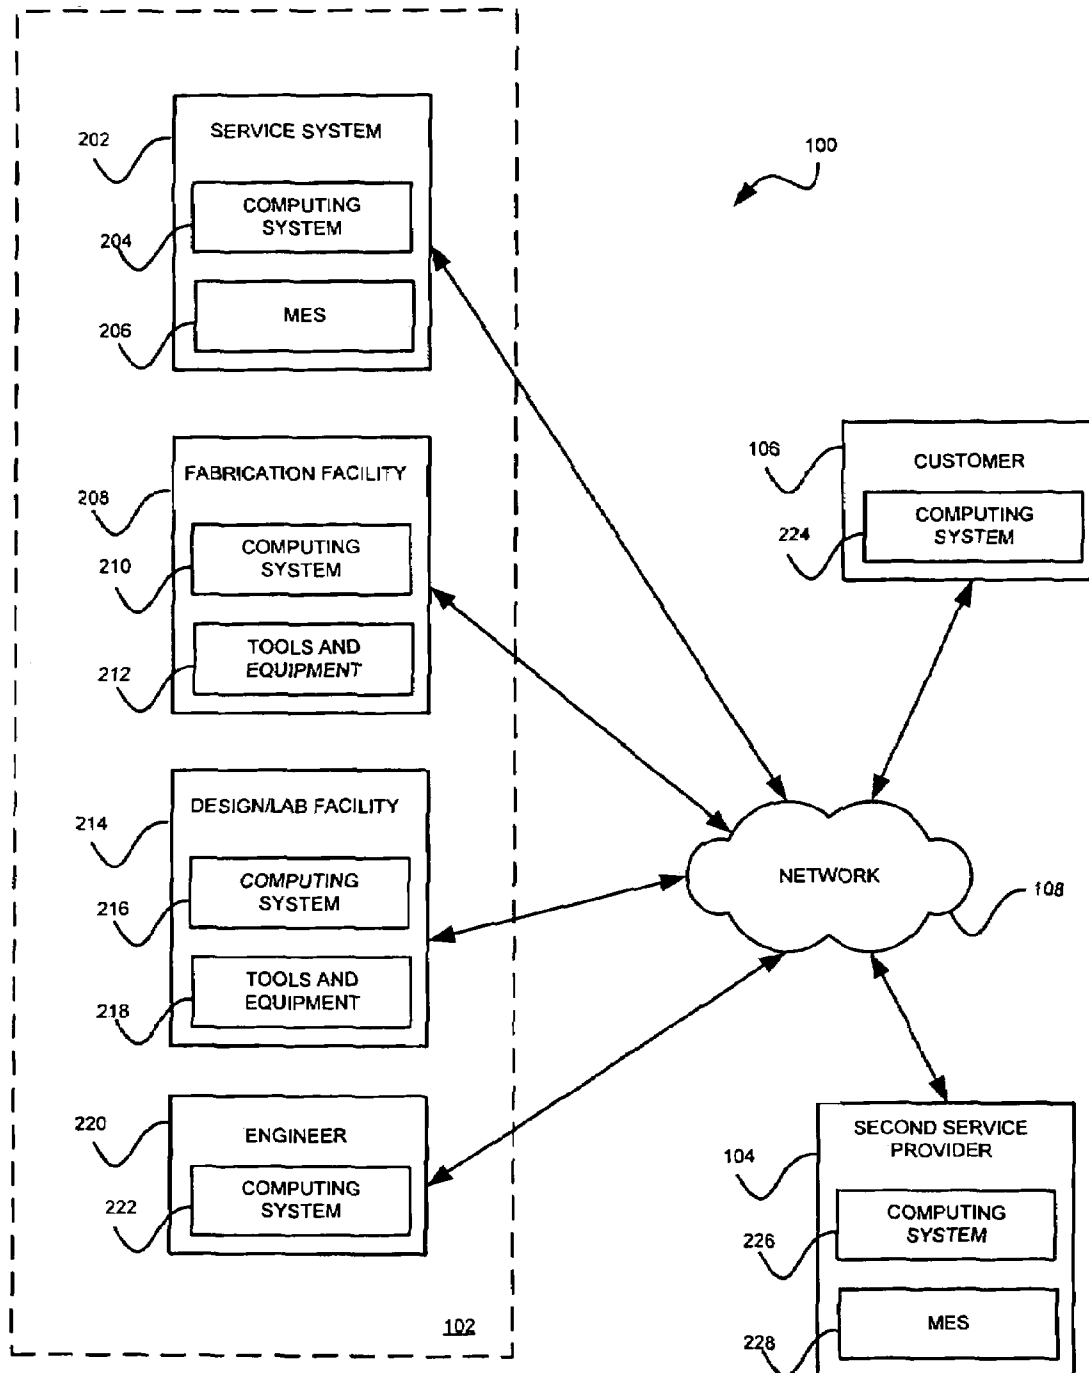 202
SERVICE SYSTEM
204
COMPUTING
SYSTEM
206
MES
100
208
FABRICATION FACILITY
210
COMPUTING
SYSTEM
212
TOOLS AND
EQUIPMENT
106
CUSTOMER
224
COMPUTING
SYSTEM
214
DESIGN/LAB FACILITY
216
COMPUTING
SYSTEM
218
TOOLS AND
EQUIPMENT
NETWORK
108
220
ENGINEER
222
COMPUTING
SYSTEM
102
104
SECOND SERVICE
PROVIDER
226
COMPUTING
SYSTEM
228
MES